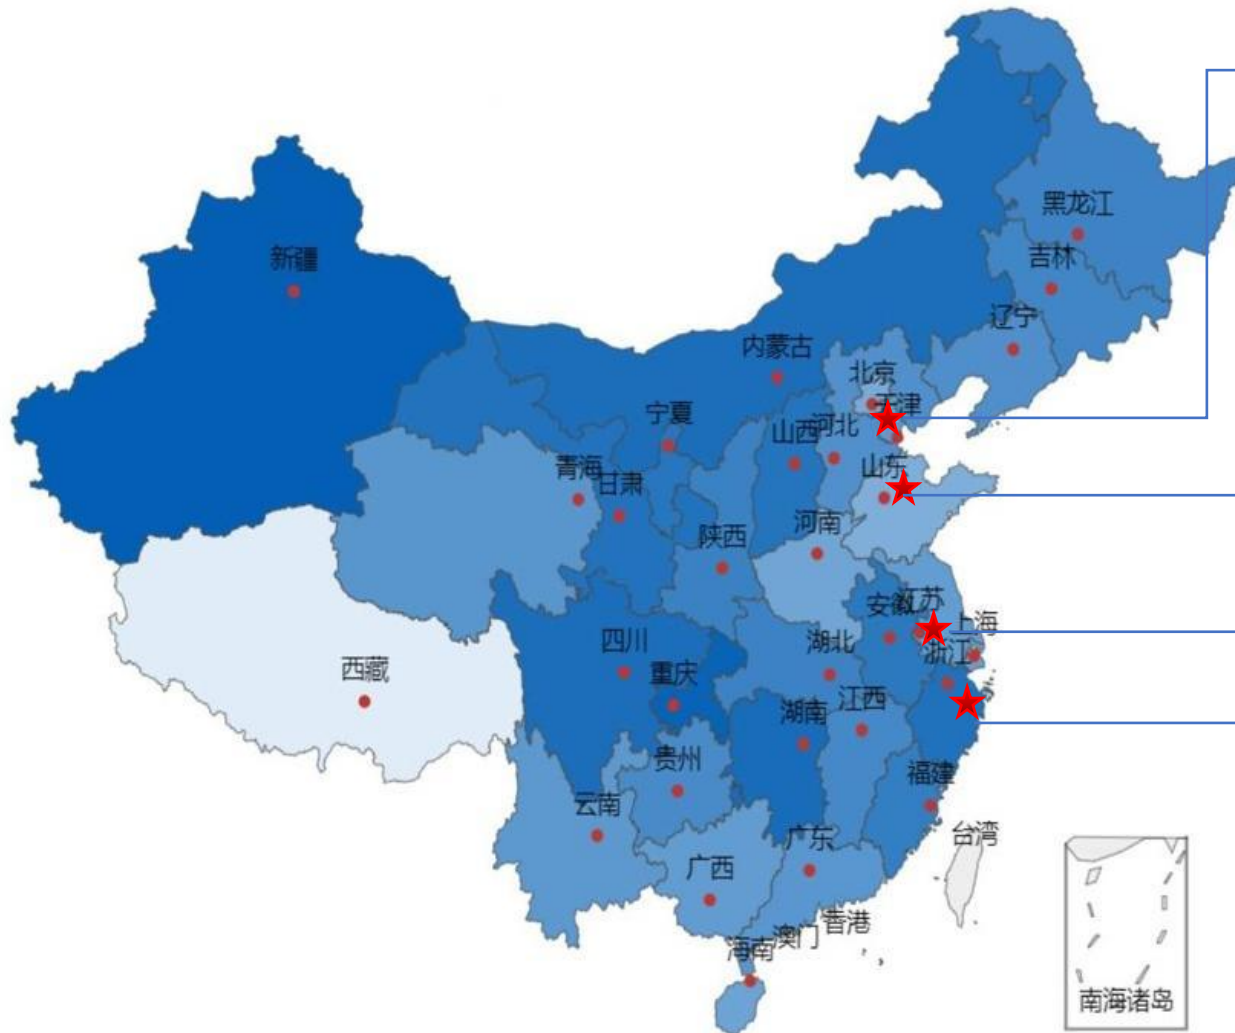 黑龙江
新疆
吉林
辽宁
内蒙古
北京
天津
宁夏
山西
河北
青海
甘肃
山东
陕西
河南
安徽
江苏
上海
四川
湖北
浙江
西藏
重庆
湖南
江西
贵州
福建
云南
广东
台湾
广西
香港
澳门
海南
南海诸岛